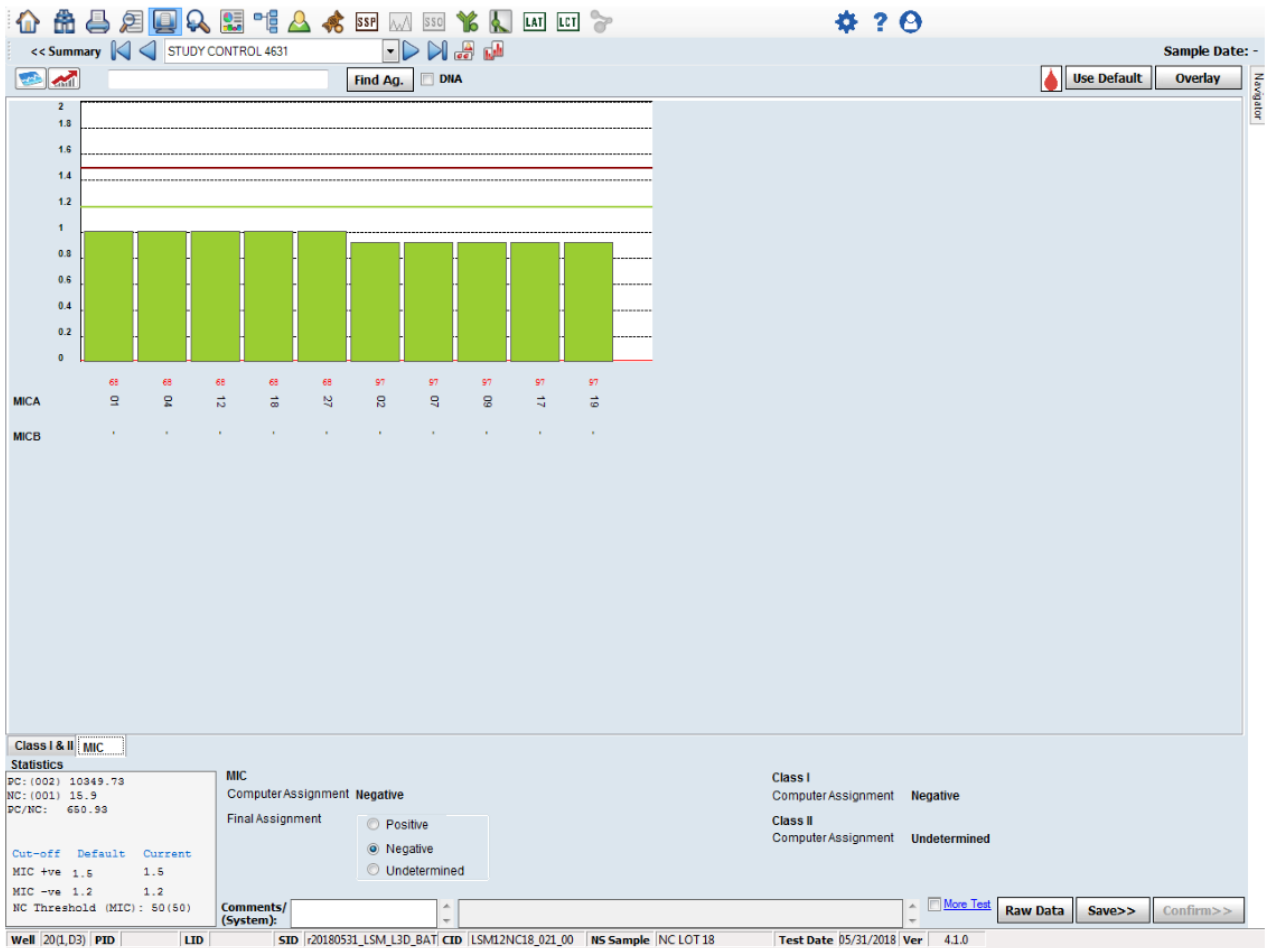 SSP SSO LAT LCT ?
<< Summary STUDY CONTROL 4631 Sample Date: -
Find Ag. DNA Use Default Overlay
Navigator
2
1.8
1.6
1.4
1.2
1
0.8
0.6
0.4
0.2
0
68 68 68 68 68 97 97 97 97 97
MICA 01 04 12 18 27 02 07 09 17 19
MICB * * * * * * * * * *
Class I & II MIC
Statistics
PC:(002) 10349.73
NC:(001) 15.9
PC/NC: 650.93
Cut-off Default Current
MIC +ve 1.5 1.5
MIC -ve 1.2 1.2
NC Threshold (MIC): 50(50)
MIC
Computer Assignment Negative
Final Assignment
Positive
Negative
Undetermined
Class I
Computer Assignment Negative
Class II
Computer Assignment Undetermined
Comments/
(System):
More Test Raw Data Save>> Confirm>>
Well 20(1,D3) PID LID SID r20180531_LSM_L3D_BAT CID LSM12NC18_021_00 NS Sample NC LOT 18 Test Date 05/31/2018 Ver 4.1.0